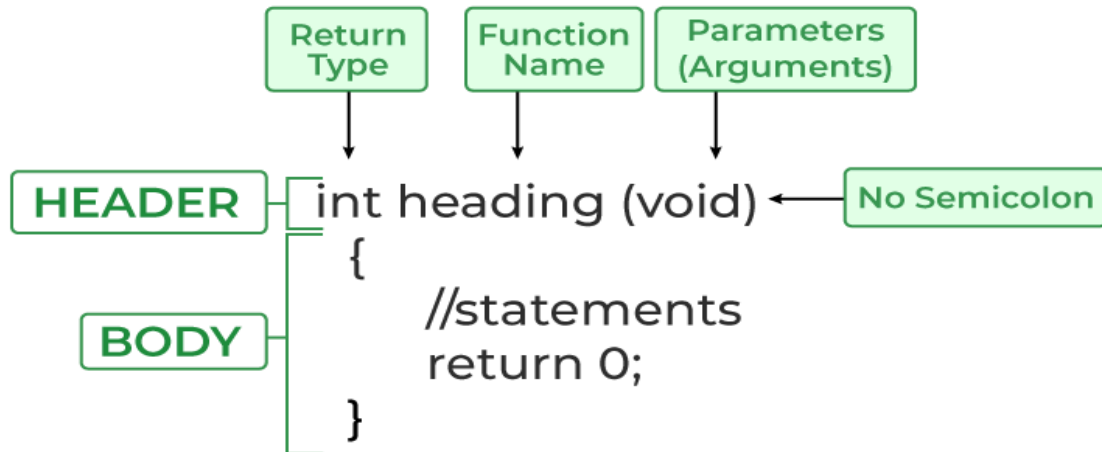 Return
Type
Function
Name
Parameters
(Arguments)
HEADER
int heading (void)
No Semicolon
{
BODY
//statements
return 0;
}